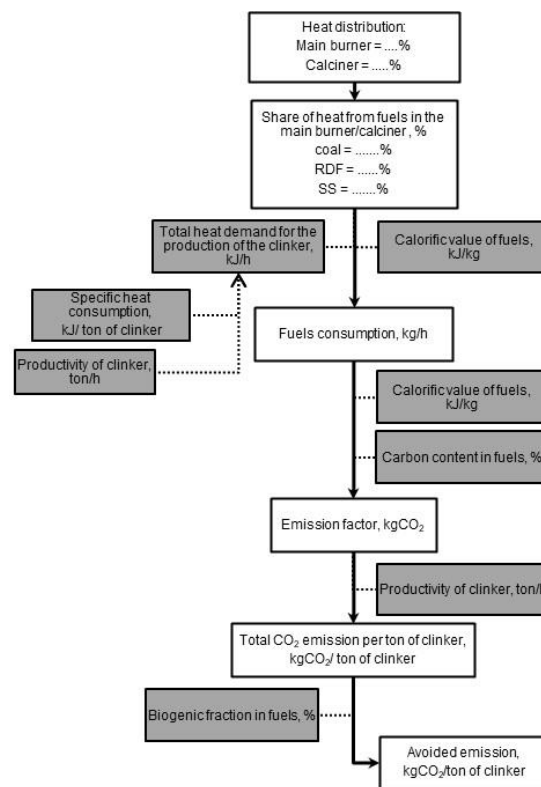 Heat distribution:
Main burner = ....%
Calciner = .....%
Share of heat from fuels in the
main burner/calciner, %
coal = .......%
RDF = ......%
SS = .......%
Total heat demand for the
production of the clinker,
kJ/h
Calorific value of fuels,
kJ/kg
Specific heat
consumption,
kJ/ ton of clinker
Productivity of clinker,
ton/h
Fuels consumption, kg/h
Calorific value of fuels,
kJ/kg
Carbon content in fuels, %
Emission factor, kgCO₂
Productivity of clinker, ton/
Total CO₂ emission per ton of clinker,
kgCO₂/ ton of clinker
Biogenic fraction in fuels, %
Avoided emission,
kgCO₂/ton of clinker